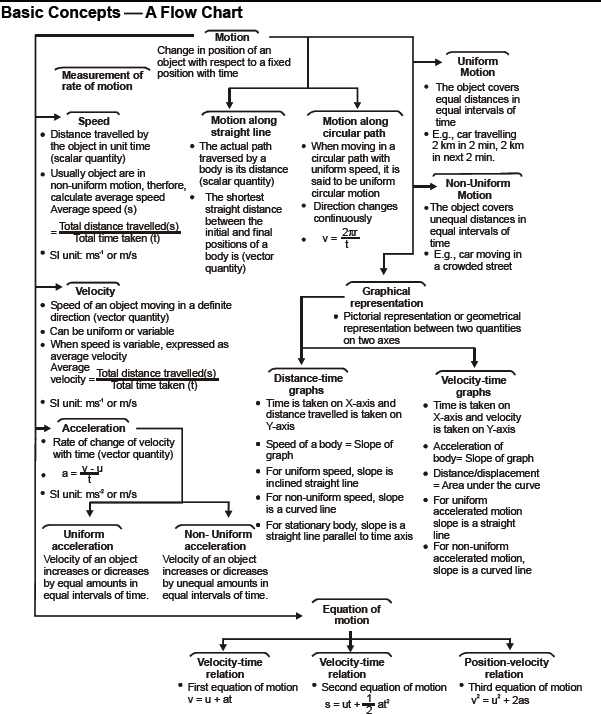 Basic Concepts — A Flow Chart
Motion
Change in position of an
object with respect to a fixed
position with time
Measurement of
rate of motion
Speed
• Distance travelled by
the object in unit time
(scalar quantity)
• Usually object are in
non-uniform motion, therfore,
calculate average speed
Average speed (s)
= Total distance travelled(s)
Total time taken (t)
• SI unit: ms⁻¹ or m/s
Motion along
straight line
• The actual path
traversed by a
body is its distance
(scalar quantity)
• The shortest
straight distance
between the
initial and final
positions of a
body is (vector
quantity)
Motion along
circular path
• When moving in a
circular path with
uniform speed, it is
said to be uniform
circular motion
• Direction changes
continuously
• v = 2πr
t
Uniform
Motion
• The object covers
equal distances in
equal intervals of
time
• E.g., car travelling
2 km in 2 min, 2 km
in next 2 min.
Non-Uniform
Motion
• The object covers
unequal distances in
equal intervals of
time
• E.g., car moving in
a crowded street
Velocity
• Speed of an object moving in a definite
direction (vector quantity)
• Can be uniform or variable
• When speed is variable, expressed as
average velocity
Average
velocity = Total distance travelled(s)
Total time taken (t)
• SI unit: ms⁻¹ or m/s
Graphical
representation
• Pictorial representation or geometrical
representation between two quantities
on two axes
Distance-time
graphs
• Time is taken on X-axis and
distance travelled is taken on
Y-axis
• Speed of a body = Slope of
graph
• For uniform speed, slope is
inclined straight line
• For non-uniform speed, slope
is a curved line
• For stationary body, slope is a
straight line parallel to time axis
Velocity-time
graphs
• Time is taken on
X-axis and velocity
is taken on Y-axis
• Acceleration of
body= Slope of graph
• Distance/displacement
= Area under the curve
• For uniform
accelerated motion
slope is a straight
line
• For non-uniform
accelerated motion,
slope is a curved line
Acceleration
• Rate of change of velocity
with time (vector quantity)
• a = v - μ
t
• SI unit: ms⁻² or m/s
Uniform
acceleration
Velocity of an object
increases or dicreases
by equal amounts in
equal intervals of time.
Non- Uniform
acceleration
Velocity of an object
increases or dicreases
by unequal amounts in
equal intervals of time.
Equation of
motion
Velocity-time
relation
• First equation of motion
v = u + at
Velocity-time
relation
• Second equation of motion
s = ut + 1/2 at²
Position-velocity
relation
• Third equation of motion
v² = u² + 2as